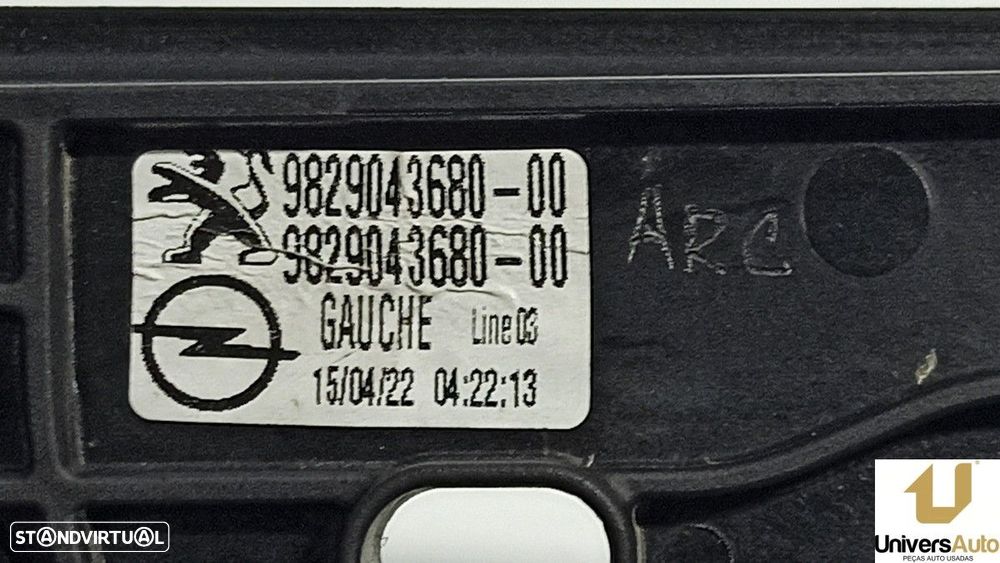 9829043680-00
9829043680-00
GAUCHE Line 03
15/04/22 04:22:13
ARC
STANDVIRTUAL
UniversAuto
PEÇAS AUTO USADAS